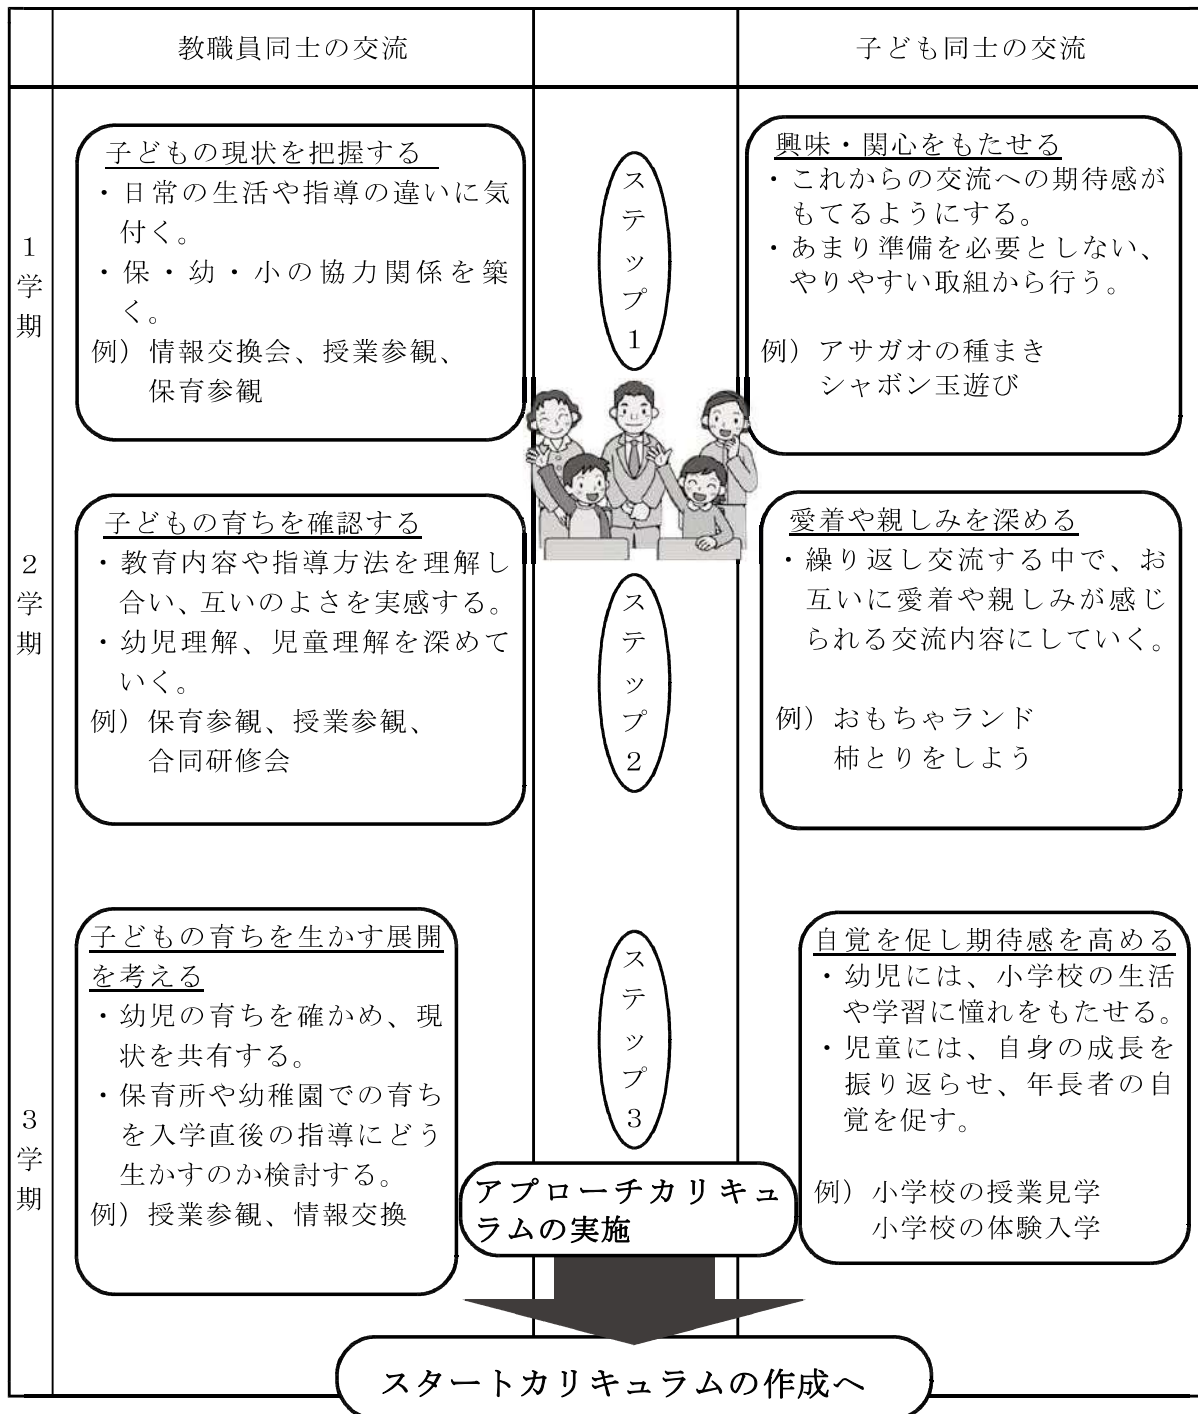 教職員同士の交流
子ども同士の交流
1学期
子どもの現状を把握する
・日常の生活や指導の違いに気
付く。
・保・幼・小の協力関係を築
く。
例）情報交換会、授業参観、
保育参観
ステップ1
興味・関心をもたせる
・これからの交流への期待感が
もてるようにする。
・あまり準備を必要としない、
やりやすい取組から行う。
例）アサガオの種まき
シャボン玉遊び
2学期
子どもの育ちを確認する
・教育内容や指導方法を理解し
合い、互いのよさを実感する。
・幼児理解、児童理解を深めて
いく。
例）保育参観、授業参観、
合同研修会
ステップ2
愛着や親しみを深める
・繰り返し交流する中で、お
互いに愛着や親しみが感じ
られる交流内容にしていく。
例）おもちゃランド
柿とりをしよう
3学期
子どもの育ちを生かす展開
を考える
・幼児の育ちを確かめ、現
状を共有する。
・保育所や幼稚園での育ち
を入学直後の指導にどう
生かすのか検討する。
例）授業参観、情報交換
ステップ3
自覚を促し期待感を高める
・幼児には、小学校の生活
や学習に憧れをもたせる。
・児童には、自身の成長を
振り返らせ、年長者の自
覚を促す。
例）小学校の授業見学
小学校の体験入学
アプローチカリキュ
ラムの実施
スタートカリキュラムの作成へ